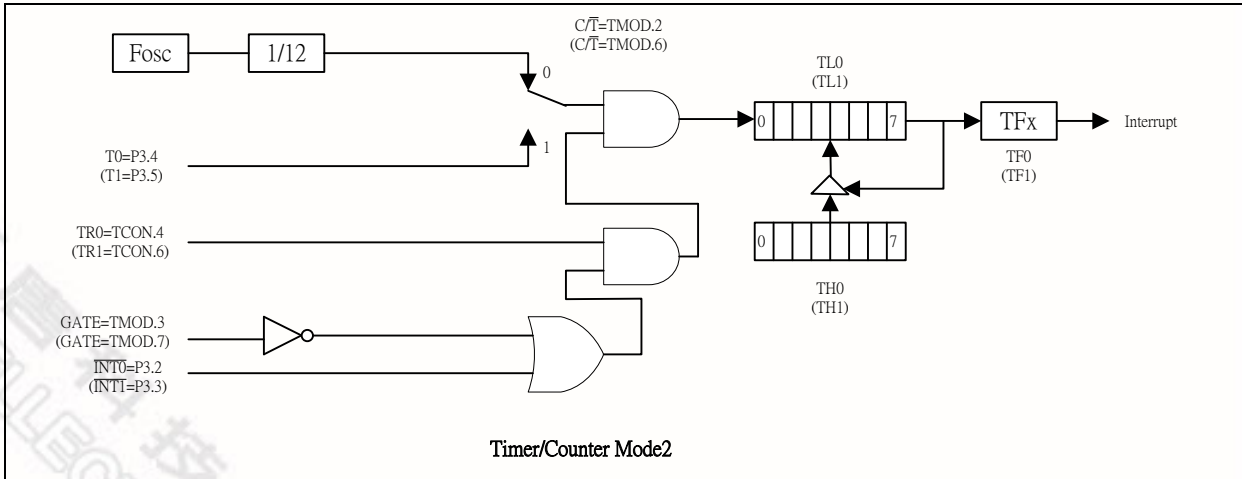 C/T̅=TMOD.2
(C/T̅=TMOD.6)
Fosc
1/12
0
TL0
(TL1)
0 7
TFx
Interrupt
TF0
(TF1)
1
T0=P3.4
(T1=P3.5)
TR0=TCON.4
(TR1=TCON.6)
0 7
TH0
(TH1)
GATE=TMOD.3
(GATE=TMOD.7)
I̅N̅T̅0̅=P3.2
(I̅N̅T̅1̅=P3.3)
Timer/Counter Mode2